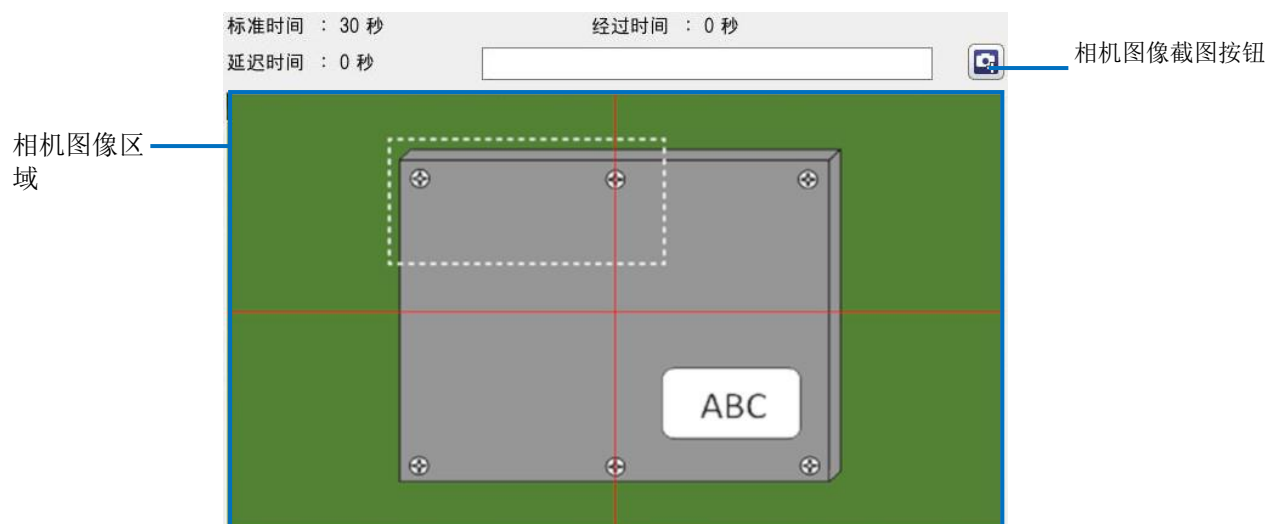 标准时间 : 30 秒
经过时间 : 0 秒
延迟时间 : 0 秒
相机图像截图按钮
相机图像区
域
ABC